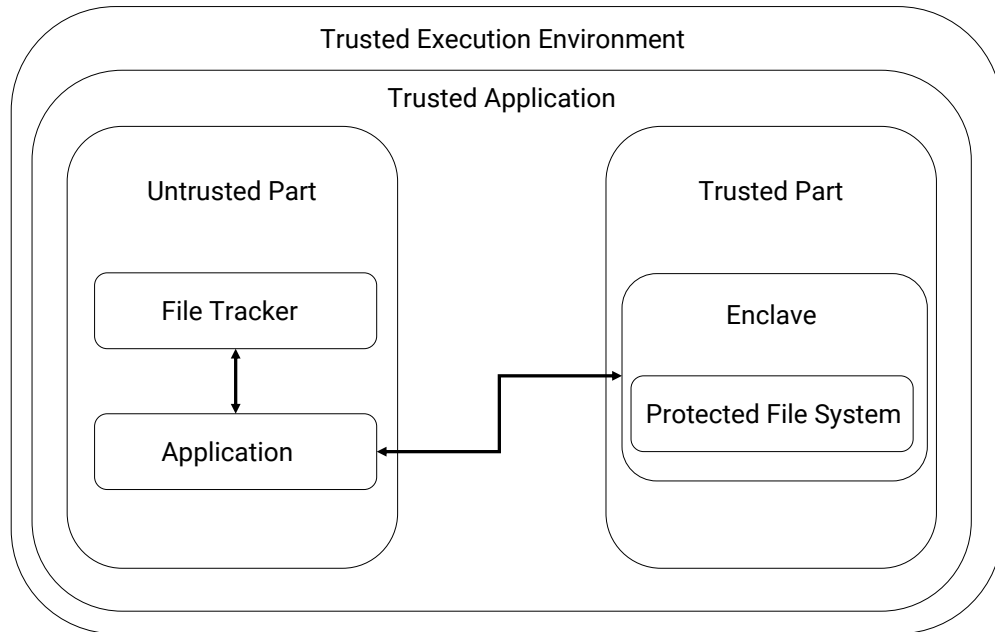 Trusted Execution Environment
Trusted Application
Untrusted Part
File Tracker
Application
Trusted Part
Enclave
Protected File System